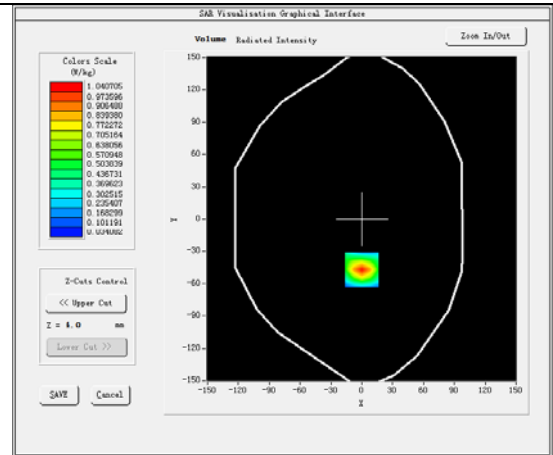 SAR Visualisation Graphical Interface
Volume Radiated Intensity
Zoom In/Out
Colors Scale
(W/kg)
1.040705
0.973596
0.906488
0.839380
0.772272
0.705164
0.638056
0.570948
0.503839
0.436731
0.369623
0.302515
0.235407
0.168299
0.101191
0.034082
Z-Cuts Control
<< Upper Cut
Z = 4.0 mm
Lower Cut >>
SAVE Cancel
150
120
90
60
30
0
-30
-60
-90
-120
-150
Y
-150 -120 -90 -60 -30 0 30 60 90 120 150
X